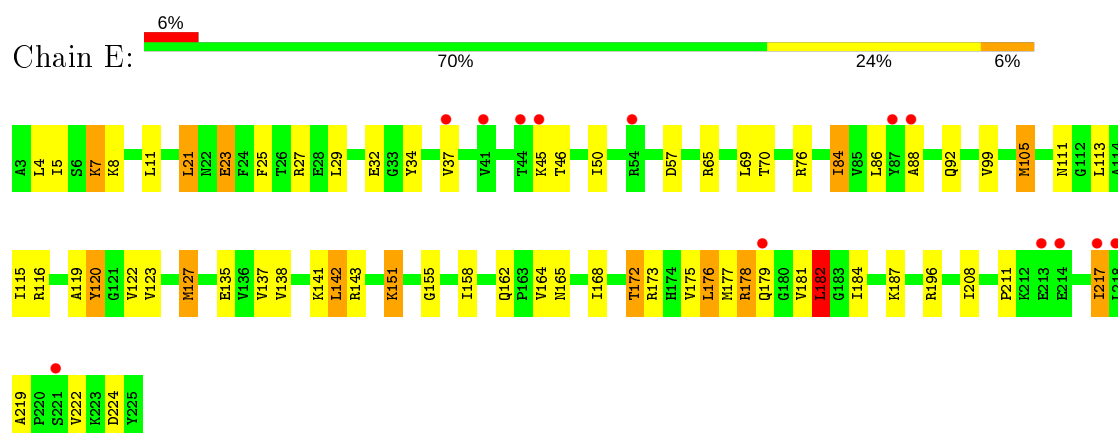 6%
Chain E:
70% 24% 6%
A3 L4 I5 S6 K7 K8 L11 L21 N22 E23 F24 F25 T26 R27 E28 L29 E32 G33 Y34 V37 V41 T44 K45 T46 I50 R54 D57 R65 L69 T70 R76 I84 V85 L86 Y87 A88 Q92 V99 M105 N111 G112 L113 A114
I115 R116 A119 Y120 G121 V122 V123 M127 E135 V136 V137 V138 K141 L142 R143 K151 G155 I158 Q162 P163 V164 N165 I168 T172 R173 H174 V175 L176 M177 R178 Q179 G180 V181 L182 G183 I184 K187 R196 I208 P211 K212 E213 E214 I217
A219 P220 S221 V222 K223 D224 Y225